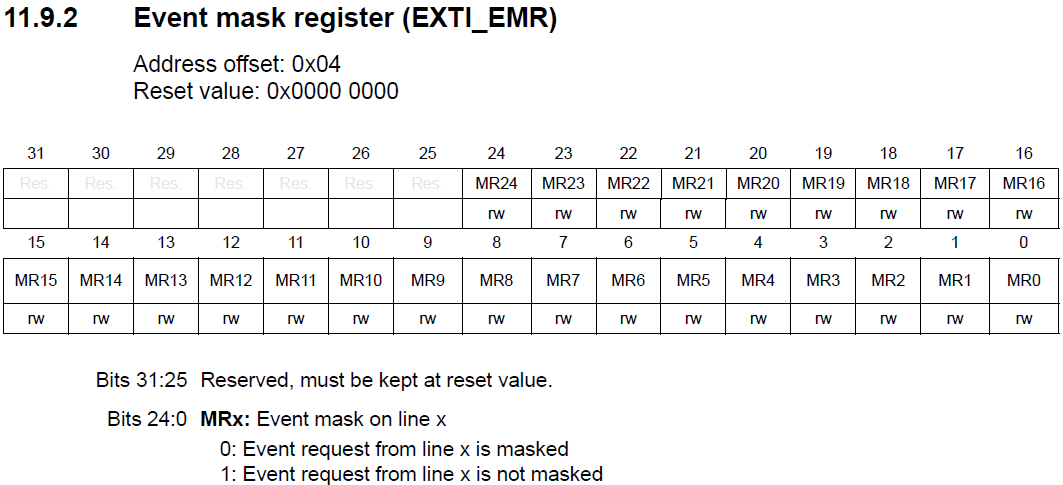 11.9.2 Event mask register (EXTI_EMR)
Address offset: 0x04
Reset value: 0x0000 0000
31 30 29 28 27 26 25 24 23 22 21 20 19 18 17 16
Res. Res. Res. Res. Res. Res. Res. MR24 MR23 MR22 MR21 MR20 MR19 MR18 MR17 MR16
rw rw rw rw rw rw rw rw rw
15 14 13 12 11 10 9 8 7 6 5 4 3 2 1 0
MR15 MR14 MR13 MR12 MR11 MR10 MR9 MR8 MR7 MR6 MR5 MR4 MR3 MR2 MR1 MR0
rw rw rw rw rw rw rw rw rw rw rw rw rw rw rw rw
Bits 31:25 Reserved, must be kept at reset value.
Bits 24:0 MRx: Event mask on line x
0: Event request from line x is masked
1: Event request from line x is not masked